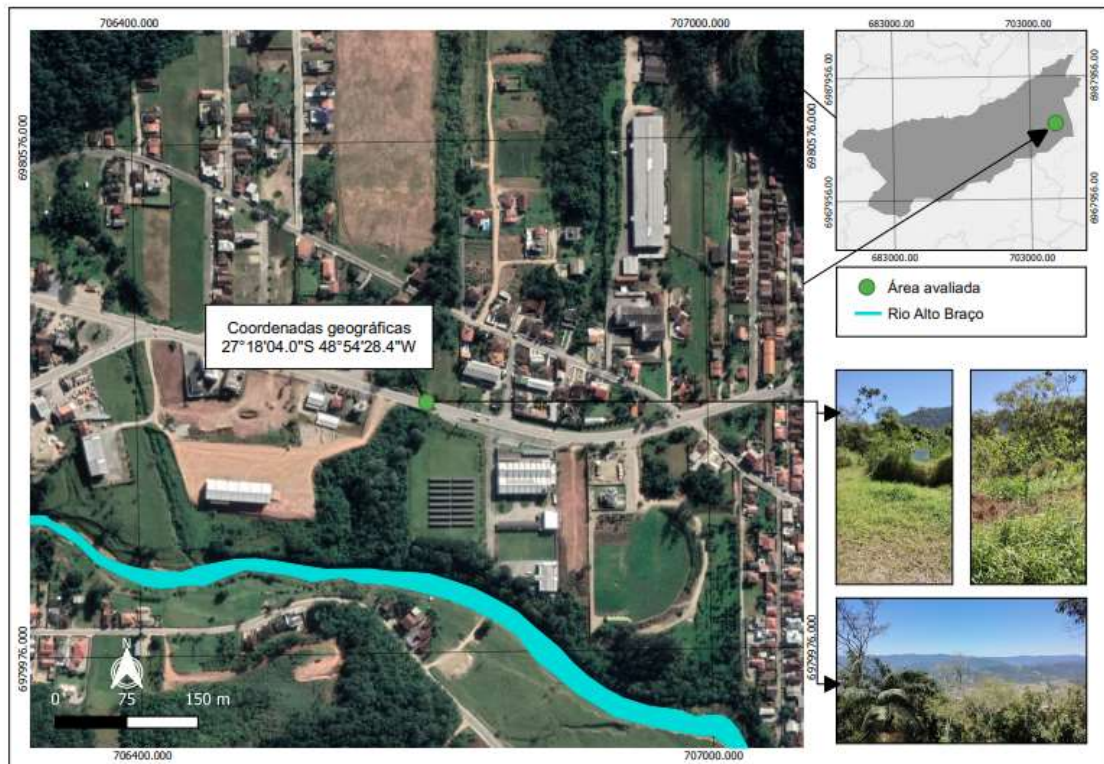 706400.000
707000.000
6980576.000
6980576.000
Coordenadas geográficas
27°18'04.0"S 48°54'28.4"W
6979976.000
6979976.000
N
0 75 150 m
706400.000
707000.000
683000.00
703000.00
6987956.00
6987956.00
6967956.00
6967956.00
683000.00
703000.00
Área avaliada
Rio Alto Braço